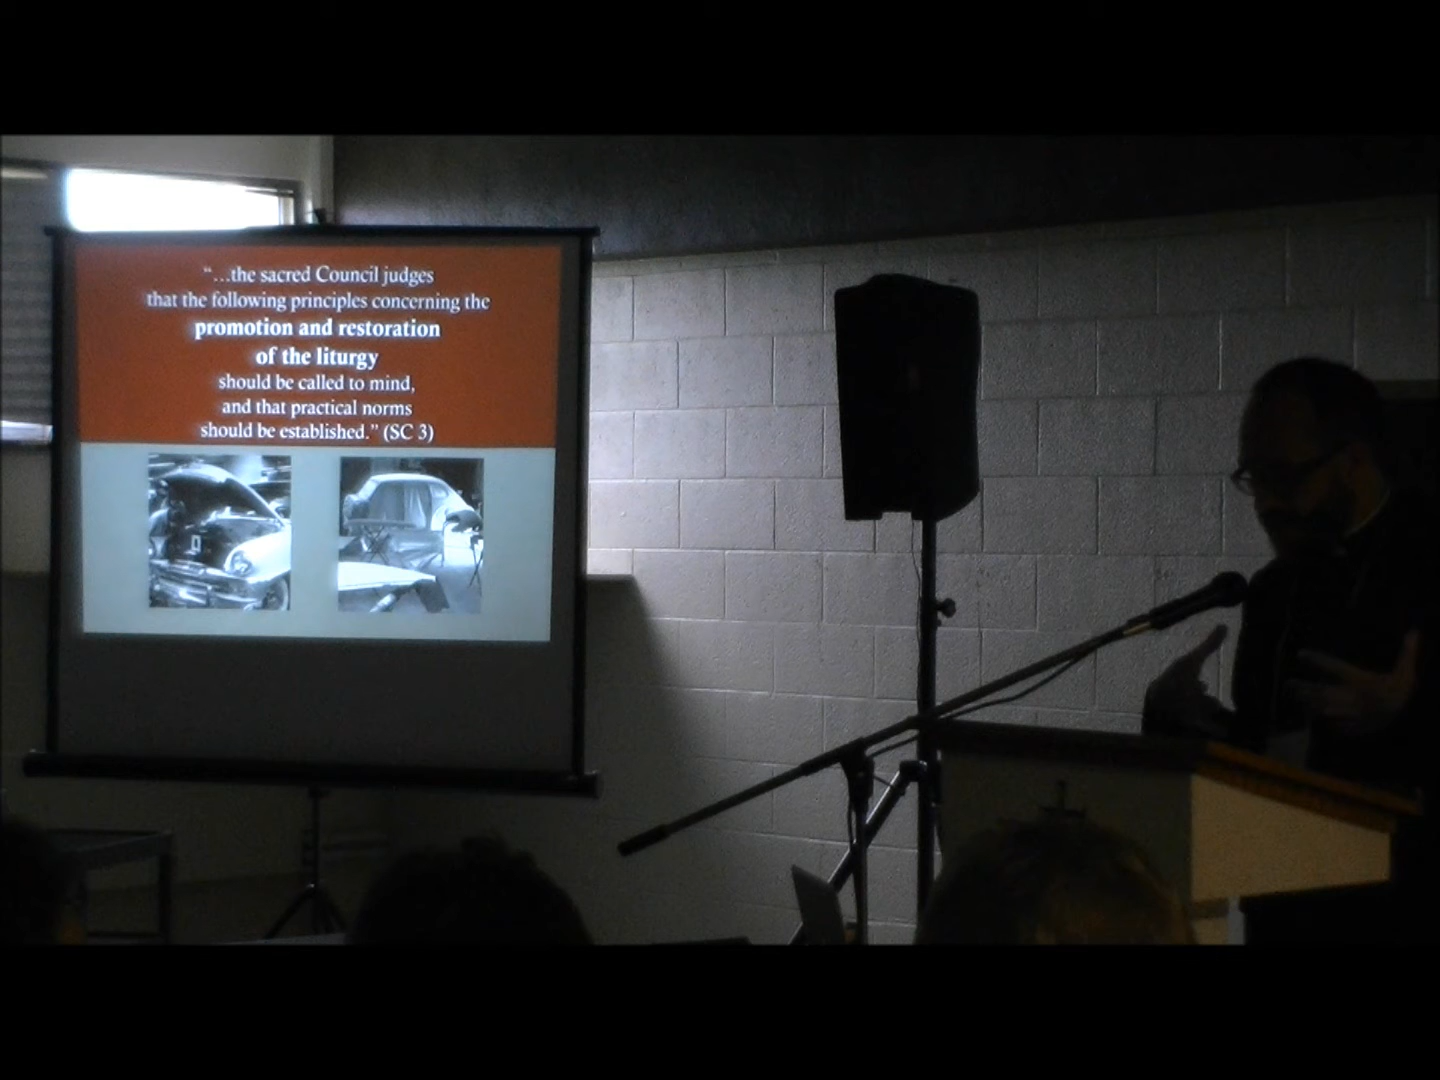 “...the sacred Council judges
that the following principles concerning the
promotion and restoration
of the liturgy
should be called to mind,
and that practical norms
should be established.” (SC 3)